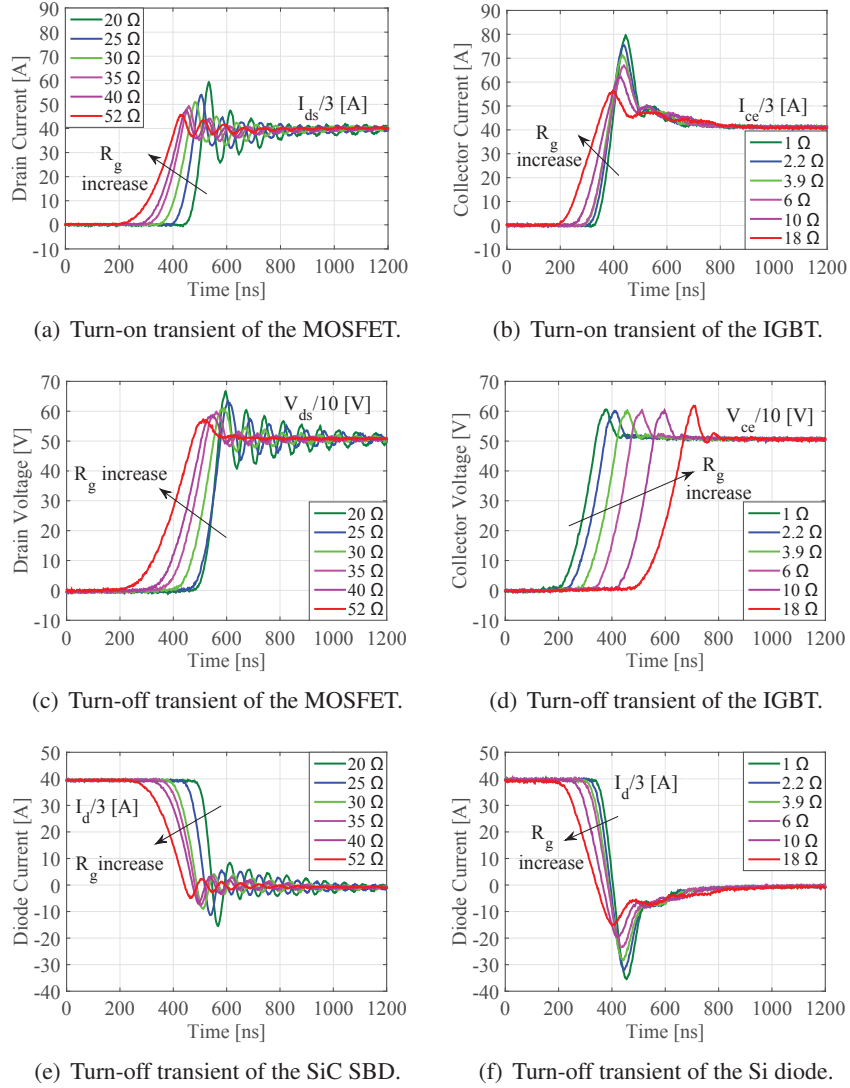 Drain Current [A]
80
70
60
50
40
30
20
10
0
-10
20 Ω
25 Ω
30 Ω
35 Ω
40 Ω
52 Ω
I_ds/3 [A]
R_g
increase
0 200 400 600 800 1000 1200
Time [ns]
(a) Turn-on transient of the MOSFET.
Collector Current [A]
90
80
70
60
50
40
30
20
10
0
-10
I_ce/3 [A]
R_g
increase
1 Ω
2.2 Ω
3.9 Ω
6 Ω
10 Ω
18 Ω
0 200 400 600 800 1000 1200
Time [ns]
(b) Turn-on transient of the IGBT.
Drain Voltage [V]
70
60
50
40
30
20
10
0
-10
V_ds/10 [V]
R_g increase
20 Ω
25 Ω
30 Ω
35 Ω
40 Ω
52 Ω
0 200 400 600 800 1000 1200
Time [ns]
(c) Turn-off transient of the MOSFET.
Collector Voltage [V]
70
60
50
40
30
20
10
0
-10
V_ce/10 [V]
R_g
increase
1 Ω
2.2 Ω
3.9 Ω
6 Ω
10 Ω
18 Ω
0 200 400 600 800 1000 1200
Time [ns]
(d) Turn-off transient of the IGBT.
Diode Current [A]
50
40
30
20
10
0
-10
-20
-30
-40
I_d/3 [A]
R_g increase
20 Ω
25 Ω
30 Ω
35 Ω
40 Ω
52 Ω
0 200 400 600 800 1000 1200
Time [ns]
(e) Turn-off transient of the SiC SBD.
Diode Current [A]
50
40
30
20
10
0
-10
-20
-30
-40
I_d/3 [A]
R_g
increase
1 Ω
2.2 Ω
3.9 Ω
6 Ω
10 Ω
18 Ω
0 200 400 600 800 1000 1200
Time [ns]
(f) Turn-off transient of the Si diode.